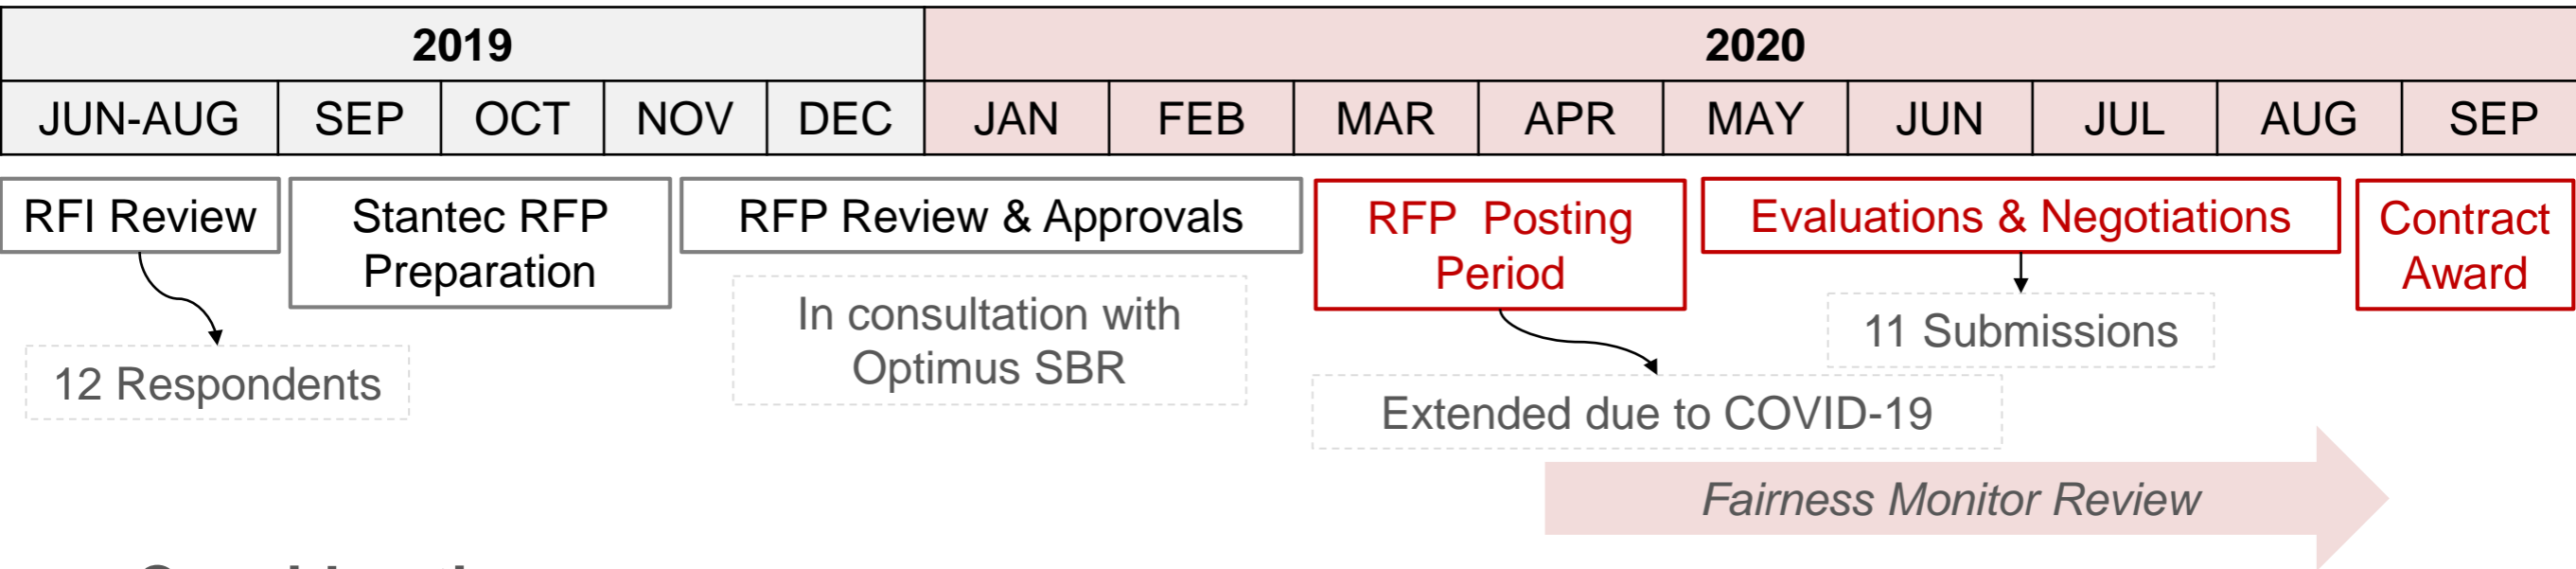 2019
2020
JUN-AUG
SEP
OCT
NOV
DEC
JAN
FEB
MAR
APR
MAY
JUN
JUL
AUG
SEP
RFI Review
Stantec RFP
Preparation
RFP Review & Approvals
RFP Posting
Period
Evaluations & Negotiations
Contract
Award
12 Respondents
In consultation with
Optimus SBR
Extended due to COVID-19
11 Submissions
Fairness Monitor Review